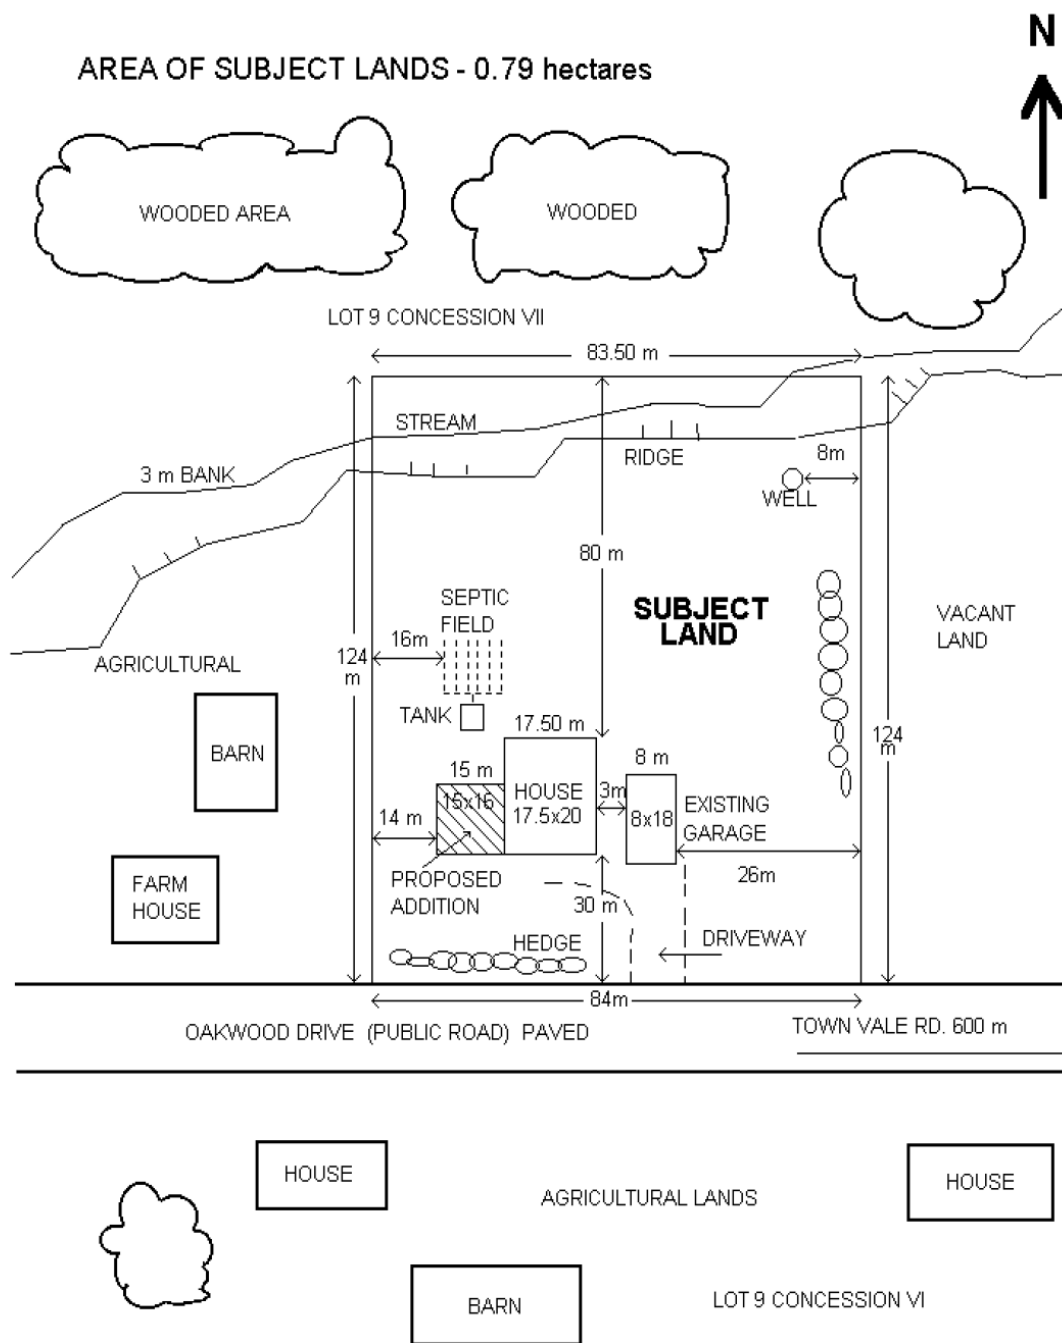 N
AREA OF SUBJECT LANDS - 0.79 hectares
WOODED AREA
WOODED
LOT 9 CONCESSION VII
83.50 m
STREAM
RIDGE
8m
3 m BANK
WELL
80 m
SEPTIC
FIELD
SUBJECT
LAND
VACANT
LAND
16m
124
m
AGRICULTURAL
TANK
17.50 m
124
m
BARN
15 m
8 m
HOUSE
17.5x20
3m
15x16
8x18
EXISTING
GARAGE
14 m
26m
FARM
HOUSE
PROPOSED
ADDITION
30 m
HEDGE
DRIVEWAY
84m
OAKWOOD DRIVE (PUBLIC ROAD) PAVED
TOWN VALE RD. 600 m
HOUSE
AGRICULTURAL LANDS
HOUSE
BARN
LOT 9 CONCESSION VI